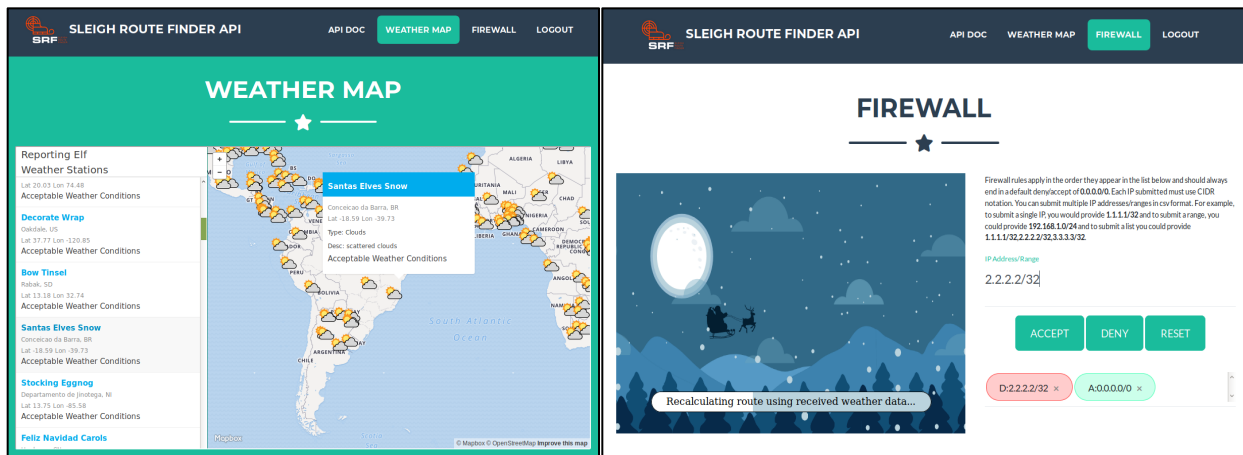 SRF
SLEIGH ROUTE FINDER API
API DOC
WEATHER MAP
FIREWALL
LOGOUT
WEATHER MAP
Reporting Elf
Weather Stations
Lat 20.03 Lon 74.48
Acceptable Weather Conditions
Decorate Wrap
Oakdale, US
Lat 37.77 Lon -120.85
Acceptable Weather Conditions
Bow Tinsel
Rabak, SD
Lat 13.18 Lon 32.74
Acceptable Weather Conditions
Santas Elves Snow
Conceicao da Barra, BR
Lat -18.59 Lon -39.73
Acceptable Weather Conditions
Stocking Eggnog
Departamento de Jinotega, NI
Lat 13.75 Lon -85.58
Acceptable Weather Conditions
Feliz Navidad Carols
+
-
Santas Elves Snow
Conceicao da Barra, BR
Lat -18.59 Lon -39.73
Type: Clouds
Desc: scattered clouds
Acceptable Weather Conditions
ALGERIA
LIBYA
MALI
CHAD
NIGERIA
CAMEROON
ANGOLA
PERU
BOLIVIA
CHILE
ARGENTINA
South Atlantic
Ocean
Mapbox
© Mapbox © OpenStreetMap Improve this map
SRF
SLEIGH ROUTE FINDER API
API DOC
WEATHER MAP
FIREWALL
LOGOUT
FIREWALL
Recalculating route using received weather data...
Firewall rules apply in the order they appear in the list below and should always
end in a default deny/accept of 0.0.0.0/0. Each IP submitted must use CIDR
notation. You can submit multiple IP addresses/ranges in csv format. For example,
to submit a single IP, you would provide 1.1.1.1/32 and to submit a range, you
could provide 192.168.1.0/24 and to submit a list you could provide
1.1.1.1/32,2.2.2.2/32,3.3.3.3/32.
IP Address/Range
2.2.2.2/32
ACCEPT
DENY
RESET
D:2.2.2.2/32 ×
A:0.0.0.0/0 ×